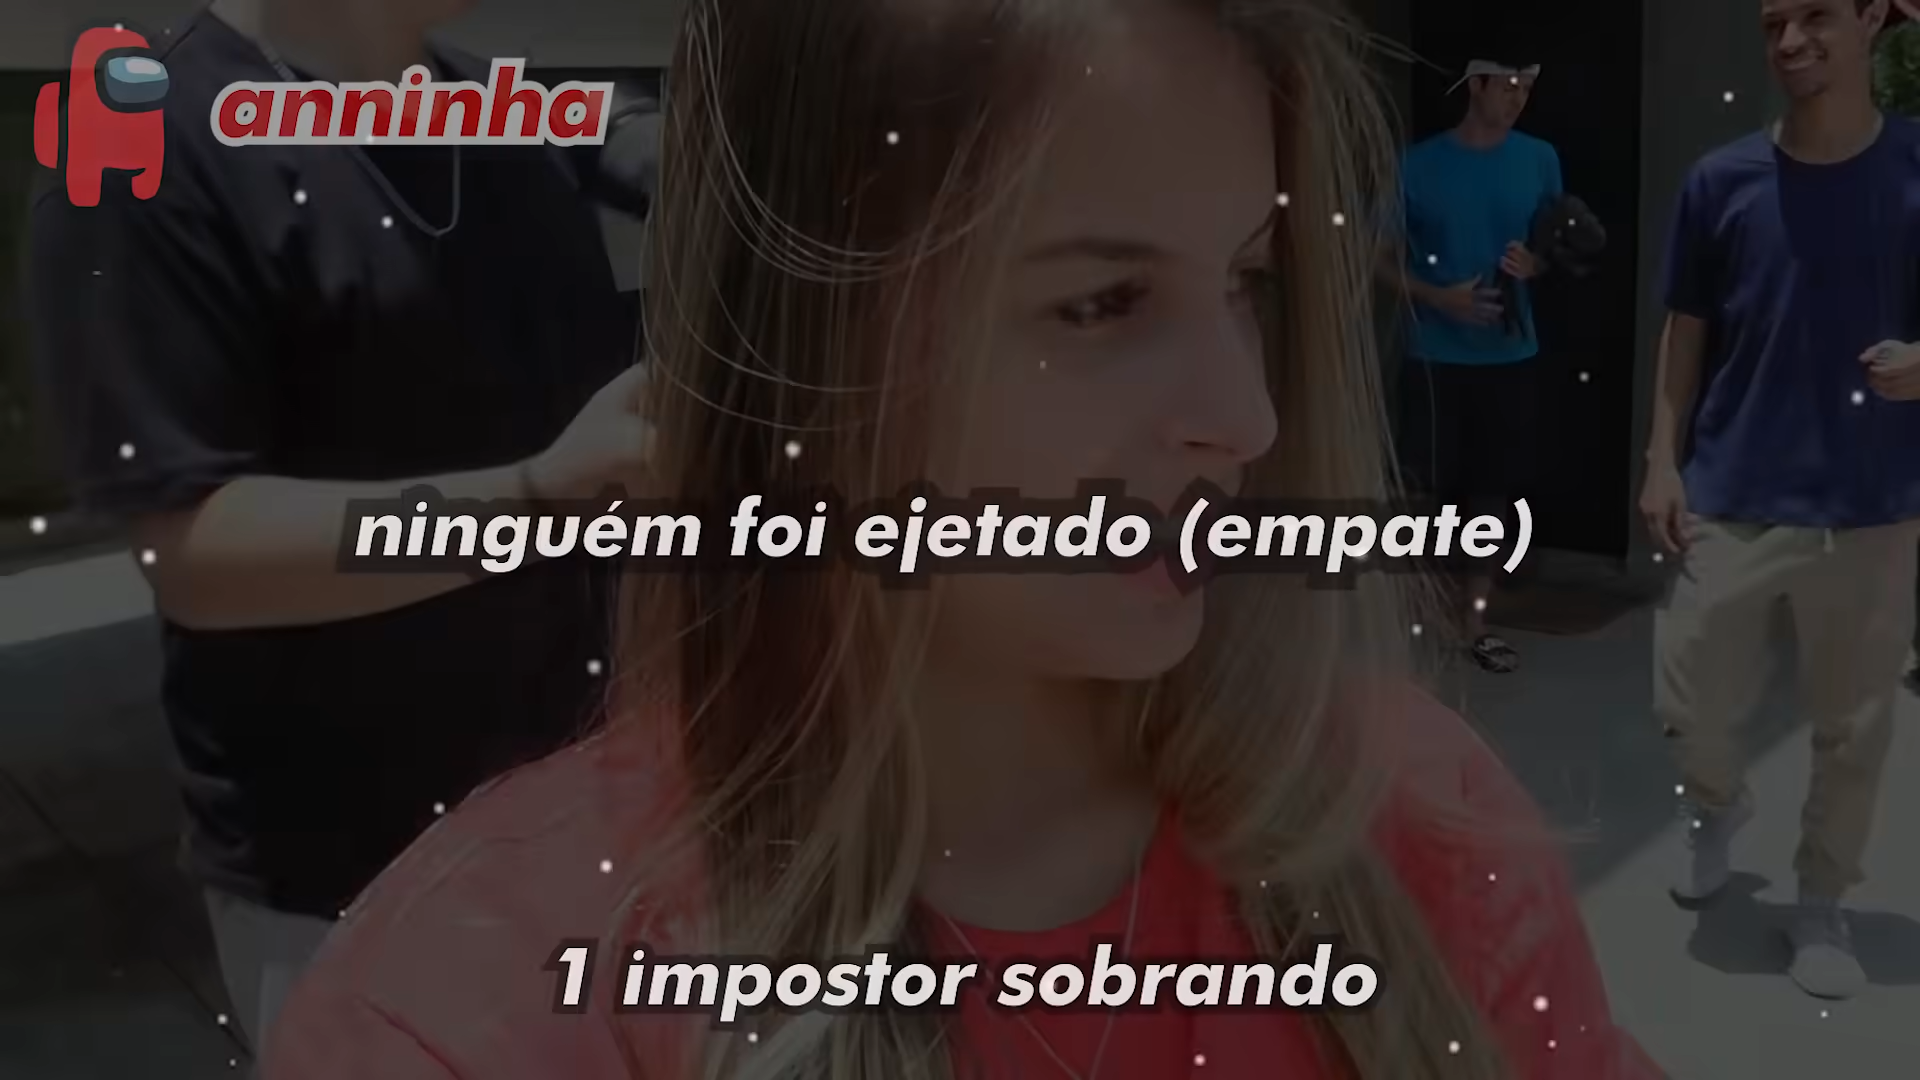 anninha
ninguém foi ejetado (empate)
1 impostor sobrando